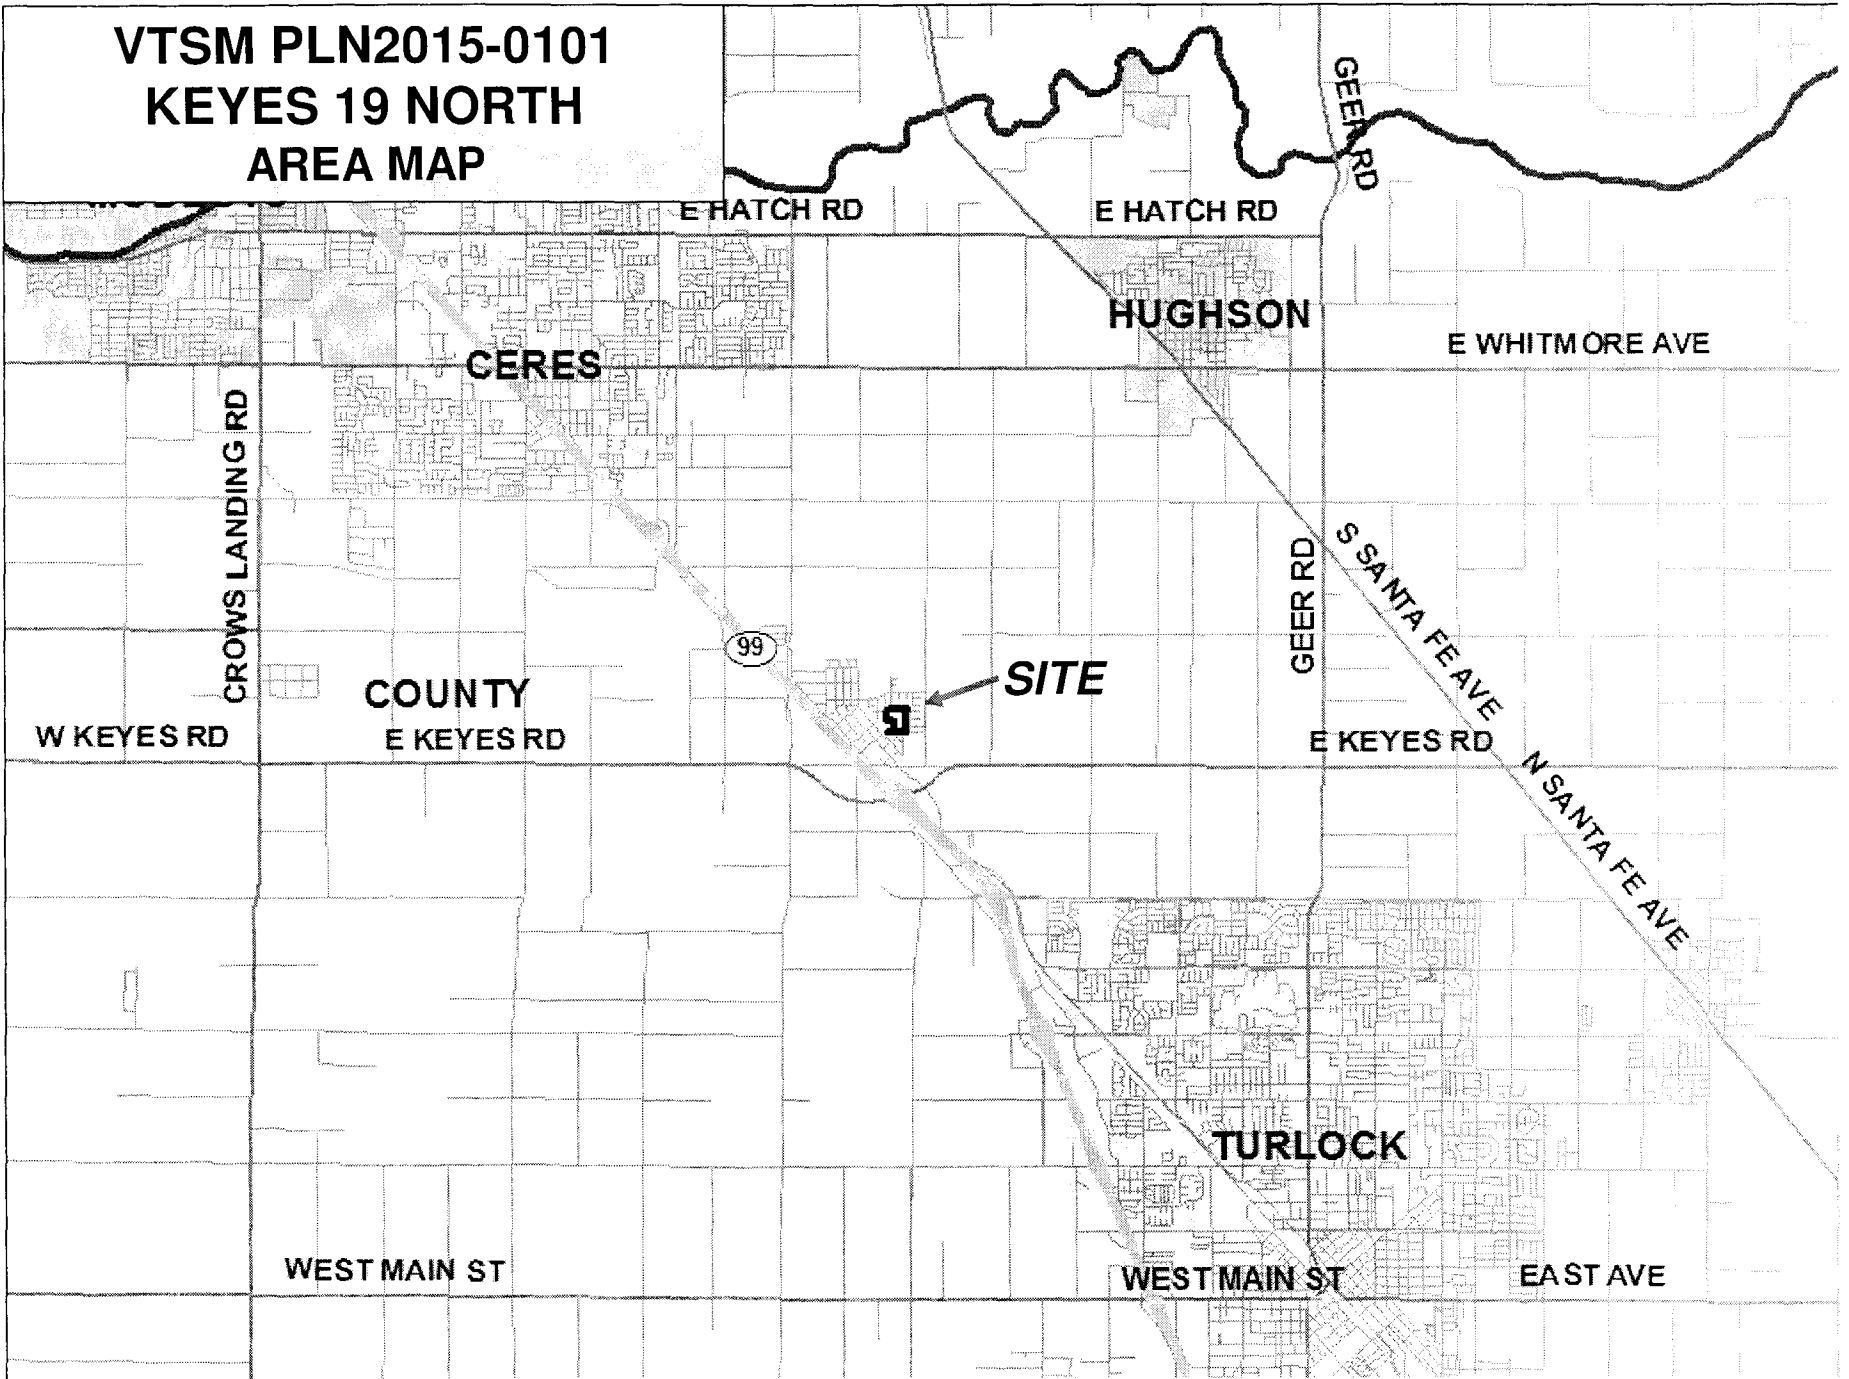 VTSM PLN2015-0101
KEYES 19 NORTH
AREA MAP
GEER RD
E HATCH RD
E HATCH RD
HUGHSON
E WHITMORE AVE
CERES
CROWS LANDING RD
GEER RD
S SANTA FE AVE
99
SITE
COUNTY
W KEYES RD
E KEYES RD
E KEYES RD
N SANTA FE AVE
TURLOCK
WEST MAIN ST
WEST MAIN ST
EAST AVE